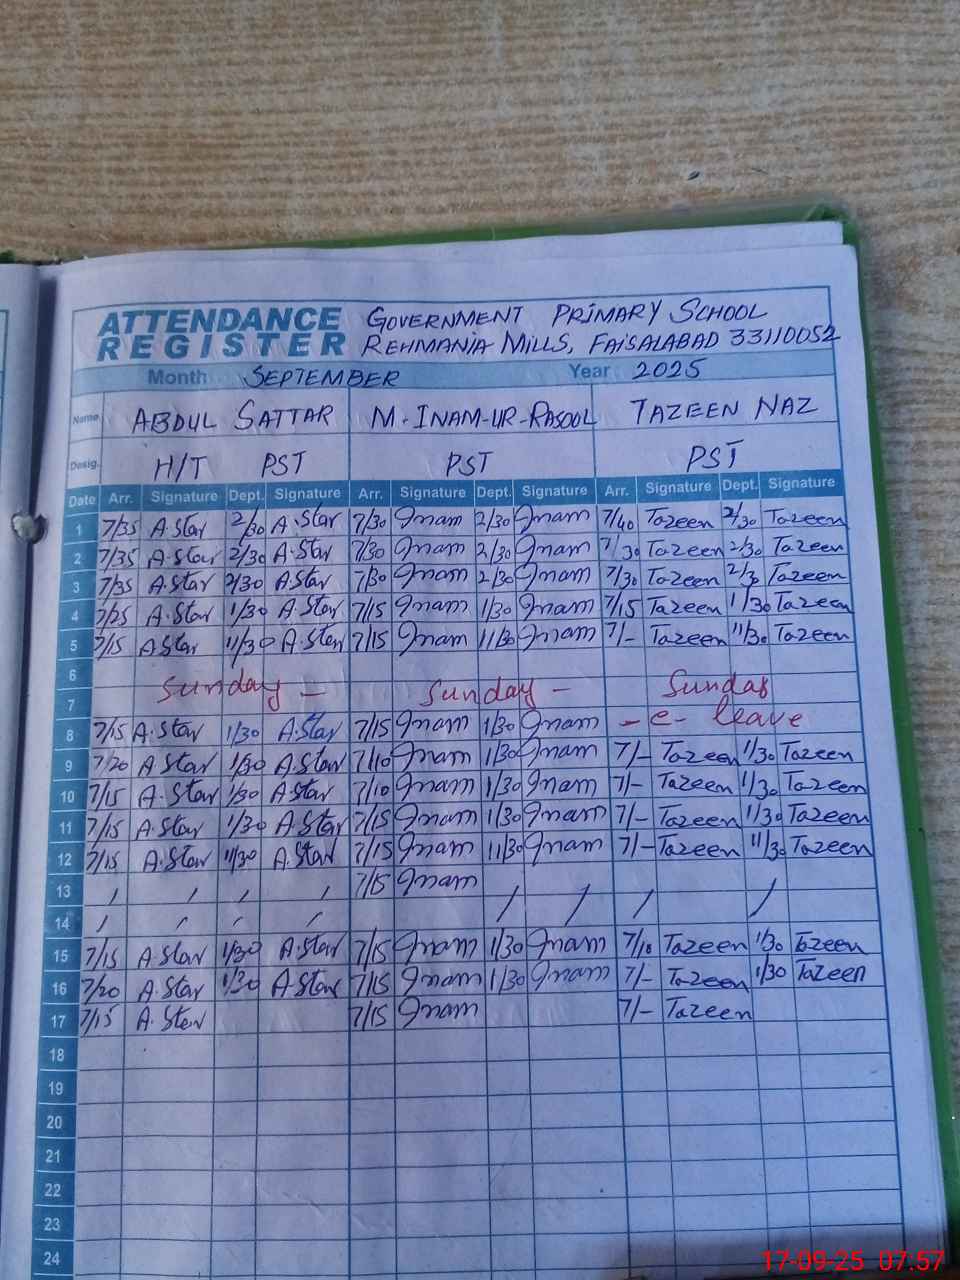 ATTENDANCE REGISTER
GOVERNMENT PRIMARY SCHOOL
REHMANIA MILLS, FAISALABAD 33110052
Month SEPTEMBER Year 2025
Name ABDUL SATTAR M. INAM-UR-RASOOL TAZEEN NAZ
Desig. H/T PST PST PST
Date Arr. Signature Dept. Signature Arr. Signature Dept. Signature Arr. Signature Dept. Signature
1 7/35 A.Star 2/30 A.Star 7/30 Inam 2/30 Inam 7/40 Tazeen 2/30 Tazeen
2 7/35 A.Star 2/30 A.Star 7/30 Inam 2/30 Inam 7/30 Tazeen 2/30 Tazeen
3 7/35 A.Star 2/30 A.Star 7/30 Inam 2/30 Inam 7/30 Tazeen 2/30 Tazeen
4 7/25 A.Star 1/30 A.Star 7/15 Inam 1/30 Inam 7/15 Tazeen 1/30 Tazeen
5 7/15 A.Star 11/30 A.Star 7/15 Inam 11/30 Inam 7/- Tazeen 11/30 Tazeen
6
7 Sunday - Sunday - Sunday
8 7/15 A.Star 1/30 A.Star 7/15 Inam 1/30 Inam - e- leave
9 7/20 A.Star 1/30 A.Star 7/10 Inam 1/30 Inam 7/- Tazeen 1/30 Tazeen
10 7/15 A.Star 1/30 A.Star 7/10 Inam 1/30 Inam 7/- Tazeen 1/30 Tazeen
11 7/15 A.Star 1/30 A.Star 7/15 Inam 1/30 Inam 7/- Tazeen 1/30 Tazeen
12 7/15 A.Star 11/30 A.Star 7/15 Inam 11/30 Inam 7/- Tazeen 11/30 Tazeen
13 / / / / 7/15 Inam / / / /
14 / / / /
15 7/15 A.Star 1/30 A.Star 7/15 Inam 1/30 Inam 7/10 Tazeen 1/30 Tazeen
16 7/20 A.Star 1/30 A.Star 7/15 Inam 1/30 Inam 7/- Tazeen 1/30 Tazeen
17 7/15 A.Star 7/15 Inam 7/- Tazeen
18
19
20
21
22
23
24
17-09-25 07:57